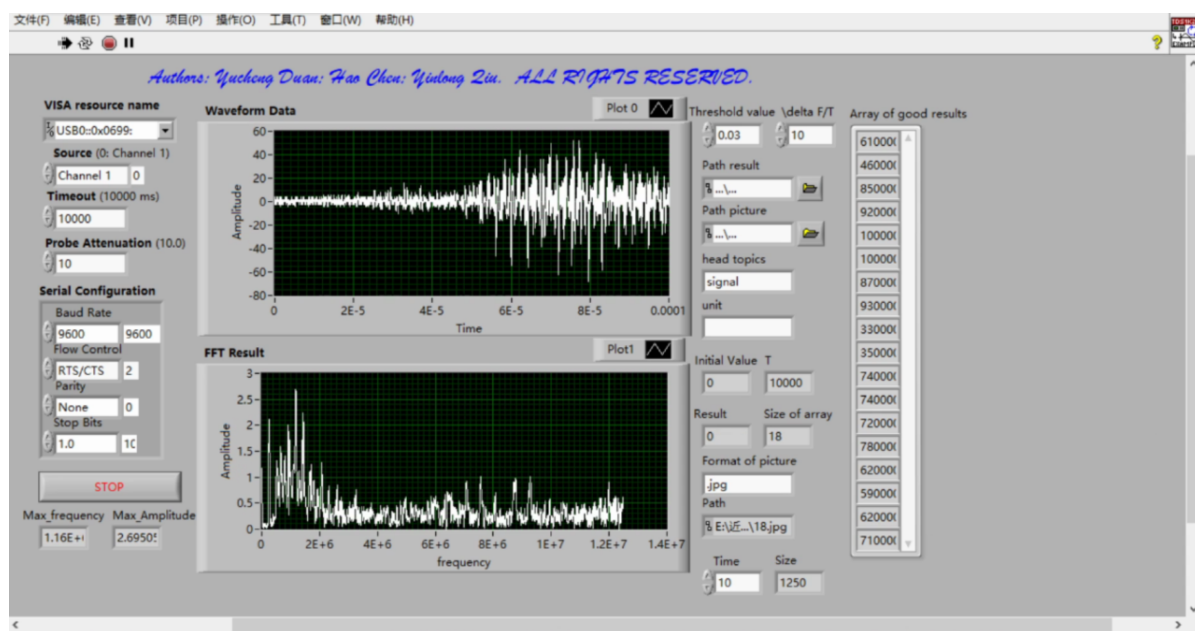 文件(F) 编辑(E) 查看(V) 项目(P) 操作(O) 工具(T) 窗口(W) 帮助(H)
Authors: Yucheng Duan; Hao Chen; Yinlong Qiu. ALL RIGHTS RESERVED.
VISA resource name
USB0::0x0699:
Source (0: Channel 1)
Channel 1 0
Timeout (10000 ms)
10000
Probe Attenuation (10.0)
10
Serial Configuration
Baud Rate
9600 9600
Flow Control
RTS/CTS 2
Parity
None 0
Stop Bits
1.0 10
STOP
Max_frequency Max_Amplitude
1.16E+ 2.6950
Waveform Data
Plot 0
Amplitude
60
40
20
0
-20
-40
-60
-80
0 2E-5 4E-5 6E-5 8E-5 0.0001
Time
FFT Result
Plot1
Amplitude
3
2.5
2
1.5
1
0.5
0
0 2E+6 4E+6 6E+6 8E+6 1E+7 1.2E+7 1.4E+7
frequency
Threshold value \delta F/T
0.03 10
Path result
...\...
Path picture
...\...
head topics
signal
unit
Initial Value T
0 10000
Result Size of array
0 18
Format of picture
.jpg
Path
E:\近...\18.jpg
Time Size
10 1250
Array of good results
61000
46000
85000
92000
10000
10000
87000
93000
33000
35000
74000
74000
72000
78000
62000
59000
62000
71000